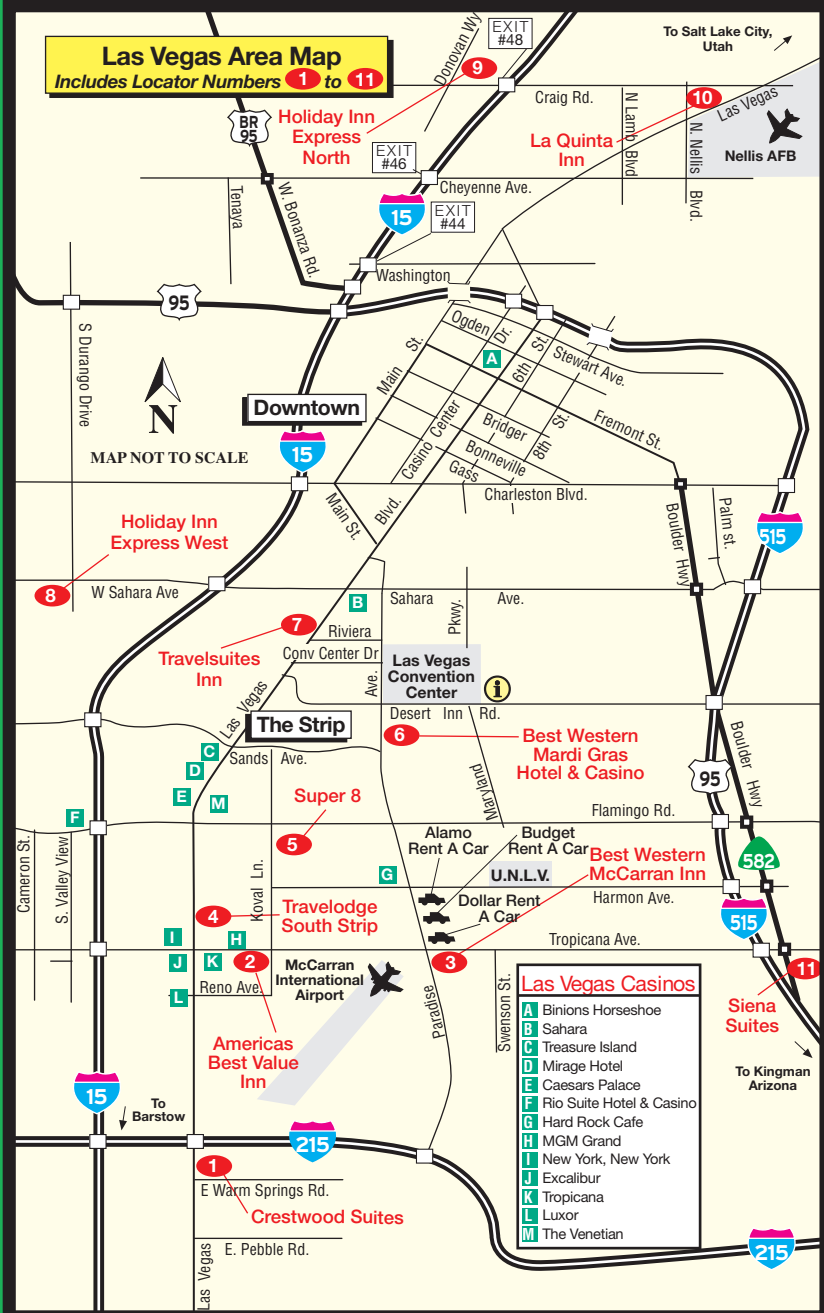 Las Vegas Area Map
Includes Locator Numbers 1 to 11
EXIT
#48
To Salt Lake City,
Utah
Donovan Wy
9
Craig Rd.
10
Las Vegas
N Lamb Blvd
N. Nellis Blvd.
Nellis AFB
BR
95
Holiday Inn
Express
North
La Quinta
Inn
EXIT
#46
Cheyenne Ave.
Tenaya
W. Bonanza Rd.
15
EXIT
#44
Washington
95
S Durango Drive
N
MAP NOT TO SCALE
Downtown
15
Ogden
Dr.
St.
Stewart Ave.
A
6th
Main St.
Casino Center
Bridger
8th St.
Fremont St.
Bonneville
Gass
Charleston Blvd.
Main St.
Blvd.
Boulder Hwy
Palm st.
515
Holiday Inn
Express West
8
W Sahara Ave
B
Sahara Ave.
7
Riviera
Pkwy.
Travelsuites
Inn
Conv Center Dr
Ave.
Las Vegas
Convention
Center
i
Las Vegas
Desert Inn Rd.
The Strip
6
Best Western
Mardi Gras
Hotel & Casino
Boulder Hwy
C
Sands Ave.
D
E
M
Maryland
95
Super 8
F
Flamingo Rd.
Cameron St.
S. Valley View
5
Alamo
Rent A Car
Budget
Rent A Car
Best Western
McCarran Inn
582
Koval Ln.
G
U.N.L.V.
Harmon Ave.
4
Travelodge
South Strip
Dollar Rent
A Car
515
I
H
Tropicana Ave.
J
K
2
McCarran
International
Airport
3
11
Siena
Suites
L
Reno Ave.
Paradise
Swenson St.
Americas
Best Value
Inn
To Kingman
Arizona
15
To
Barstow
215
1
E Warm Springs Rd.
Crestwood Suites
E. Pebble Rd.
Las Vegas
215
Las Vegas Casinos
A Binions Horseshoe
B Sahara
C Treasure Island
D Mirage Hotel
E Caesars Palace
F Rio Suite Hotel & Casino
G Hard Rock Cafe
H MGM Grand
I New York, New York
J Excalibur
K Tropicana
L Luxor
M The Venetian